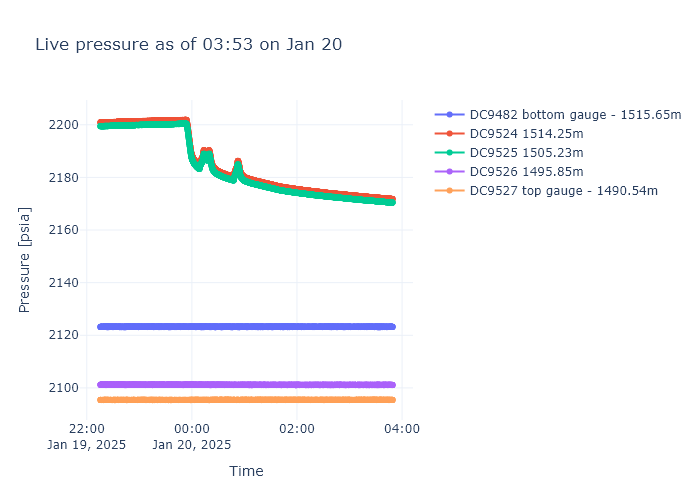 Live pressure as of 03:53 on Jan 20
DC9482 bottom gauge - 1515.65m
DC9524 1514.25m
DC9525 1505.23m
DC9526 1495.85m
DC9527 top gauge - 1490.54m
Pressure [psia]
2200
2180
2160
2140
2120
2100
22:00 00:00 02:00 04:00
Jan 19, 2025 Jan 20, 2025
Time